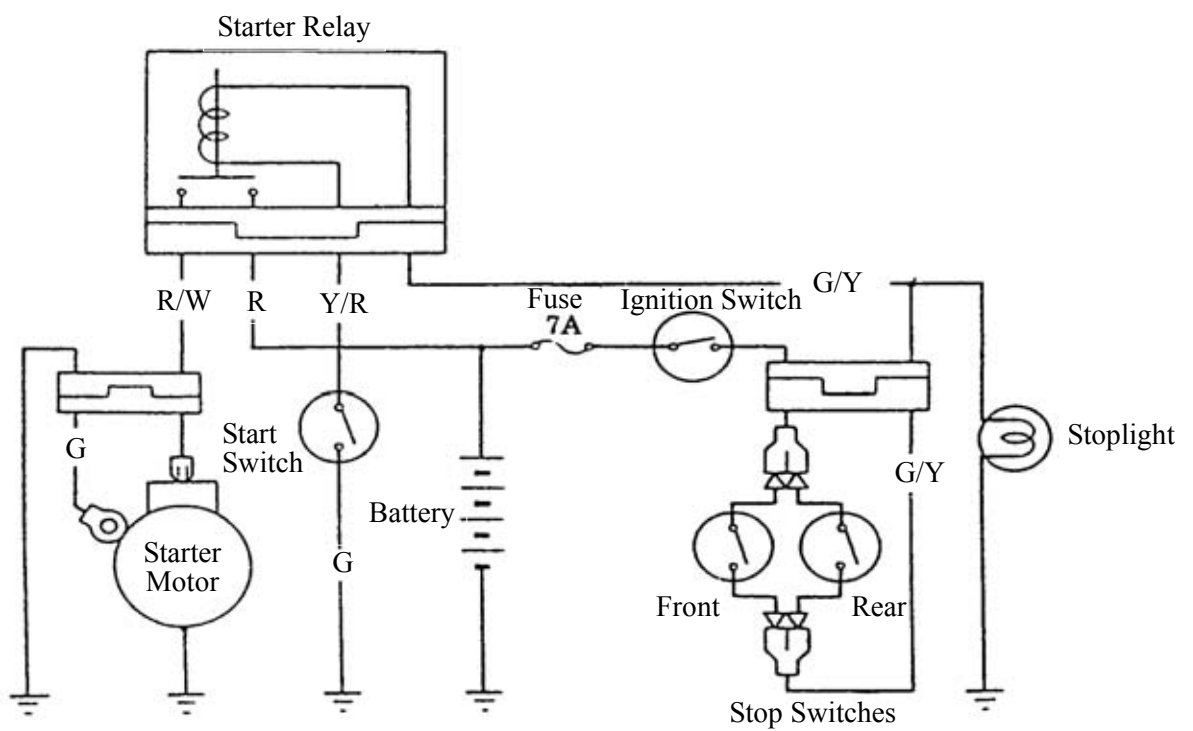 Starter Relay
R/W
R
Y/R
Fuse
7A
Ignition Switch
G/Y
G
Start
Switch
Battery
G/Y
Stoplight
Starter
Motor
G
Front
Rear
Stop Switches